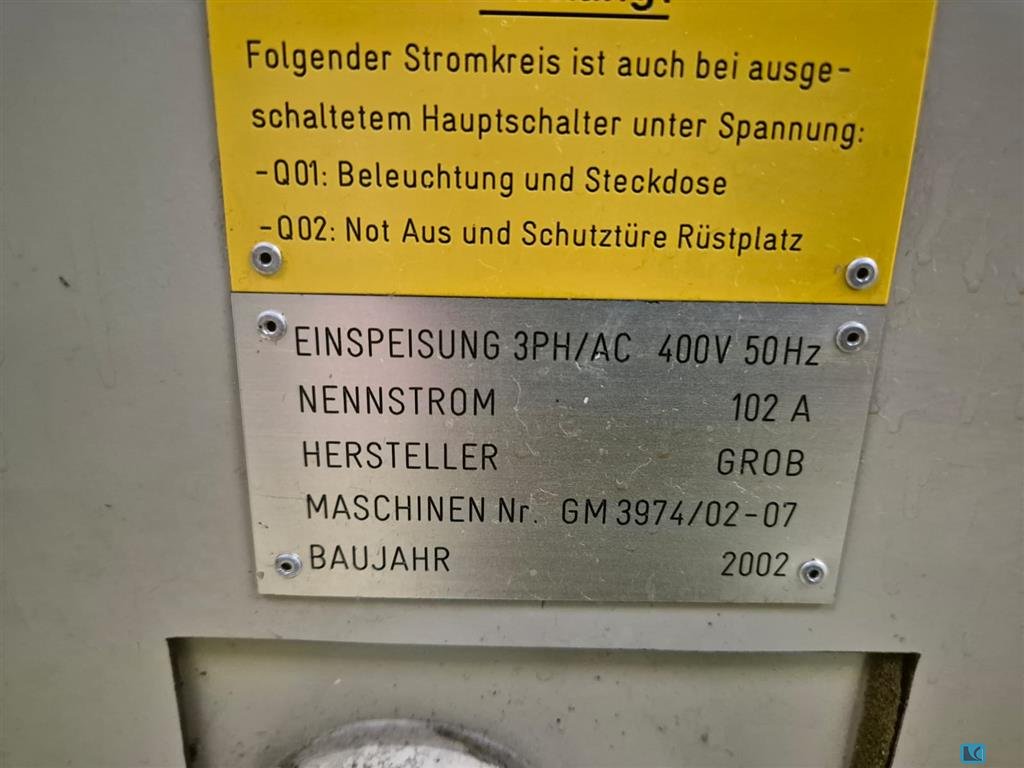 Folgender Stromkreis ist auch bei ausge-
schaltetem Hauptschalter unter Spannung:
-Q01: Beleuchtung und Steckdose
-Q02: Not Aus und Schutztüre Rüstplatz
EINSPEISUNG 3PH/AC 400V 50Hz
NENNSTROM 102 A
HERSTELLER GROB
MASCHINEN Nr. GM 3974/02-07
BAUJAHR 2002